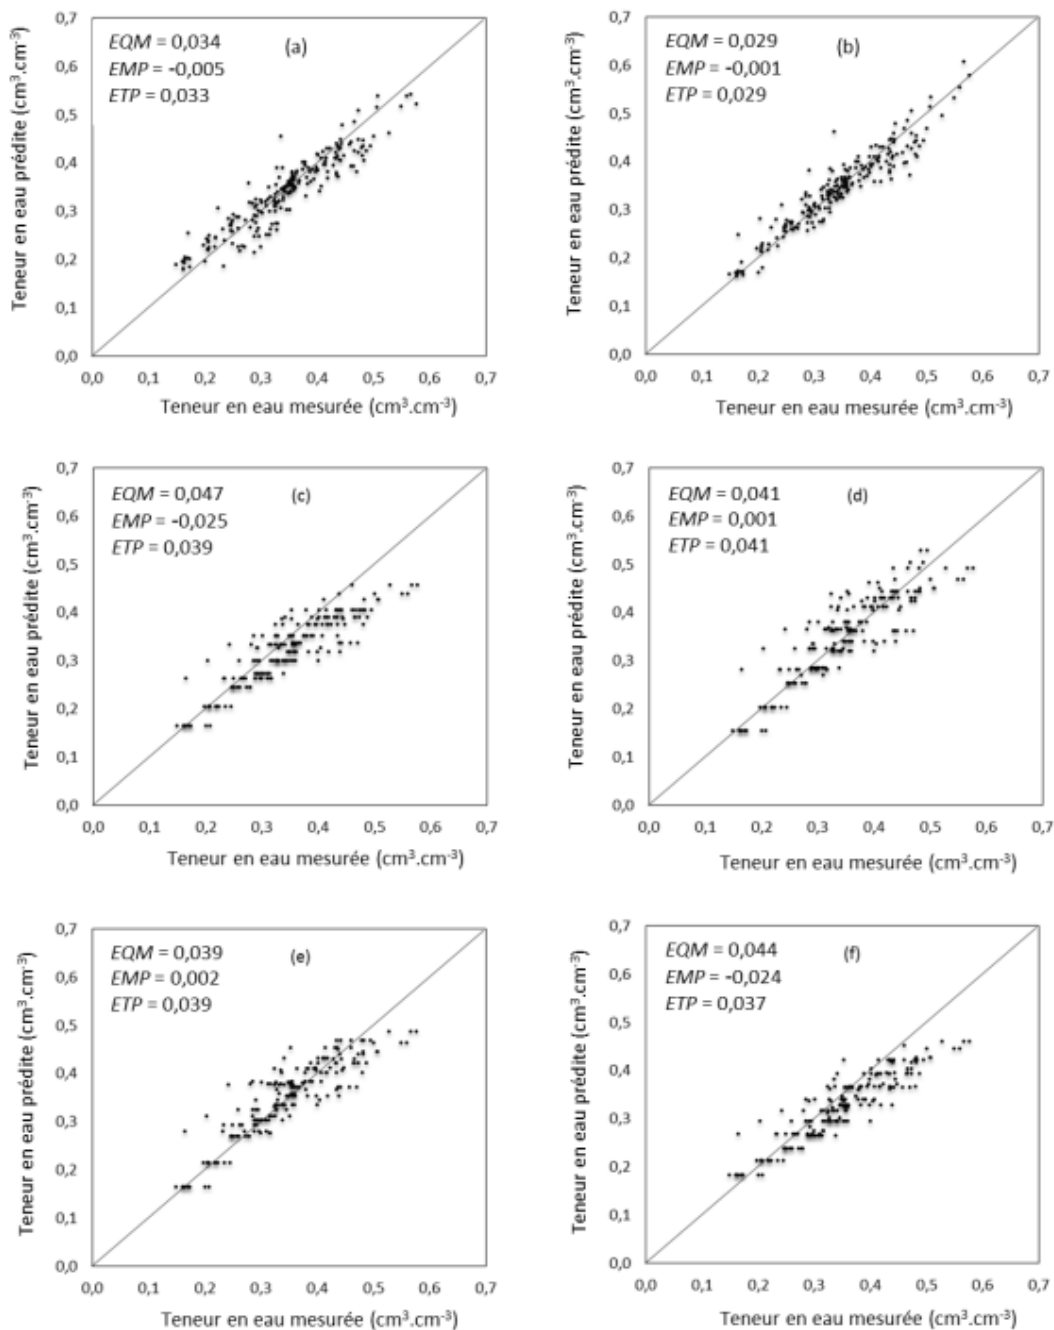 EQM = 0,034
EMP = -0,005
ETP = 0,033
(a)
Teneur en eau prédite (cm³.cm⁻³)
0,7
0,6
0,5
0,4
0,3
0,2
0,1
0,0
0,0 0,1 0,2 0,3 0,4 0,5 0,6 0,7
Teneur en eau mesurée (cm³.cm⁻³)
EQM = 0,029
EMP = -0,001
ETP = 0,029
(b)
Teneur en eau prédite (cm³.cm⁻³)
0,7
0,6
0,5
0,4
0,3
0,2
0,1
0,0
0,0 0,1 0,2 0,3 0,4 0,5 0,6 0,7
Teneur en eau mesurée (cm³.cm⁻³)
EQM = 0,047
EMP = -0,025
ETP = 0,039
(c)
Teneur en eau prédite (cm³.cm⁻³)
0,7
0,6
0,5
0,4
0,3
0,2
0,1
0,0
0,0 0,1 0,2 0,3 0,4 0,5 0,6 0,7
Teneur en eau mesurée (cm³.cm⁻³)
EQM = 0,041
EMP = 0,001
ETP = 0,041
(d)
Teneur en eau prédite (cm³.cm⁻³)
0,7
0,6
0,5
0,4
0,3
0,2
0,1
0,0
0,0 0,1 0,2 0,3 0,4 0,5 0,6 0,7
Teneur en eau mesurée (cm³.cm⁻³)
EQM = 0,039
EMP = 0,002
ETP = 0,039
(e)
Teneur en eau prédite (cm³.cm⁻³)
0,7
0,6
0,5
0,4
0,3
0,2
0,1
0,0
0,0 0,1 0,2 0,3 0,4 0,5 0,6 0,7
Teneur en eau mesurée (cm³.cm⁻³)
EQM = 0,044
EMP = -0,024
ETP = 0,037
(f)
Teneur en eau prédite (cm³.cm⁻³)
0,7
0,6
0,5
0,4
0,3
0,2
0,1
0,0
0,0 0,1 0,2 0,3 0,4 0,5 0,6 0,7
Teneur en eau mesurée (cm³.cm⁻³)